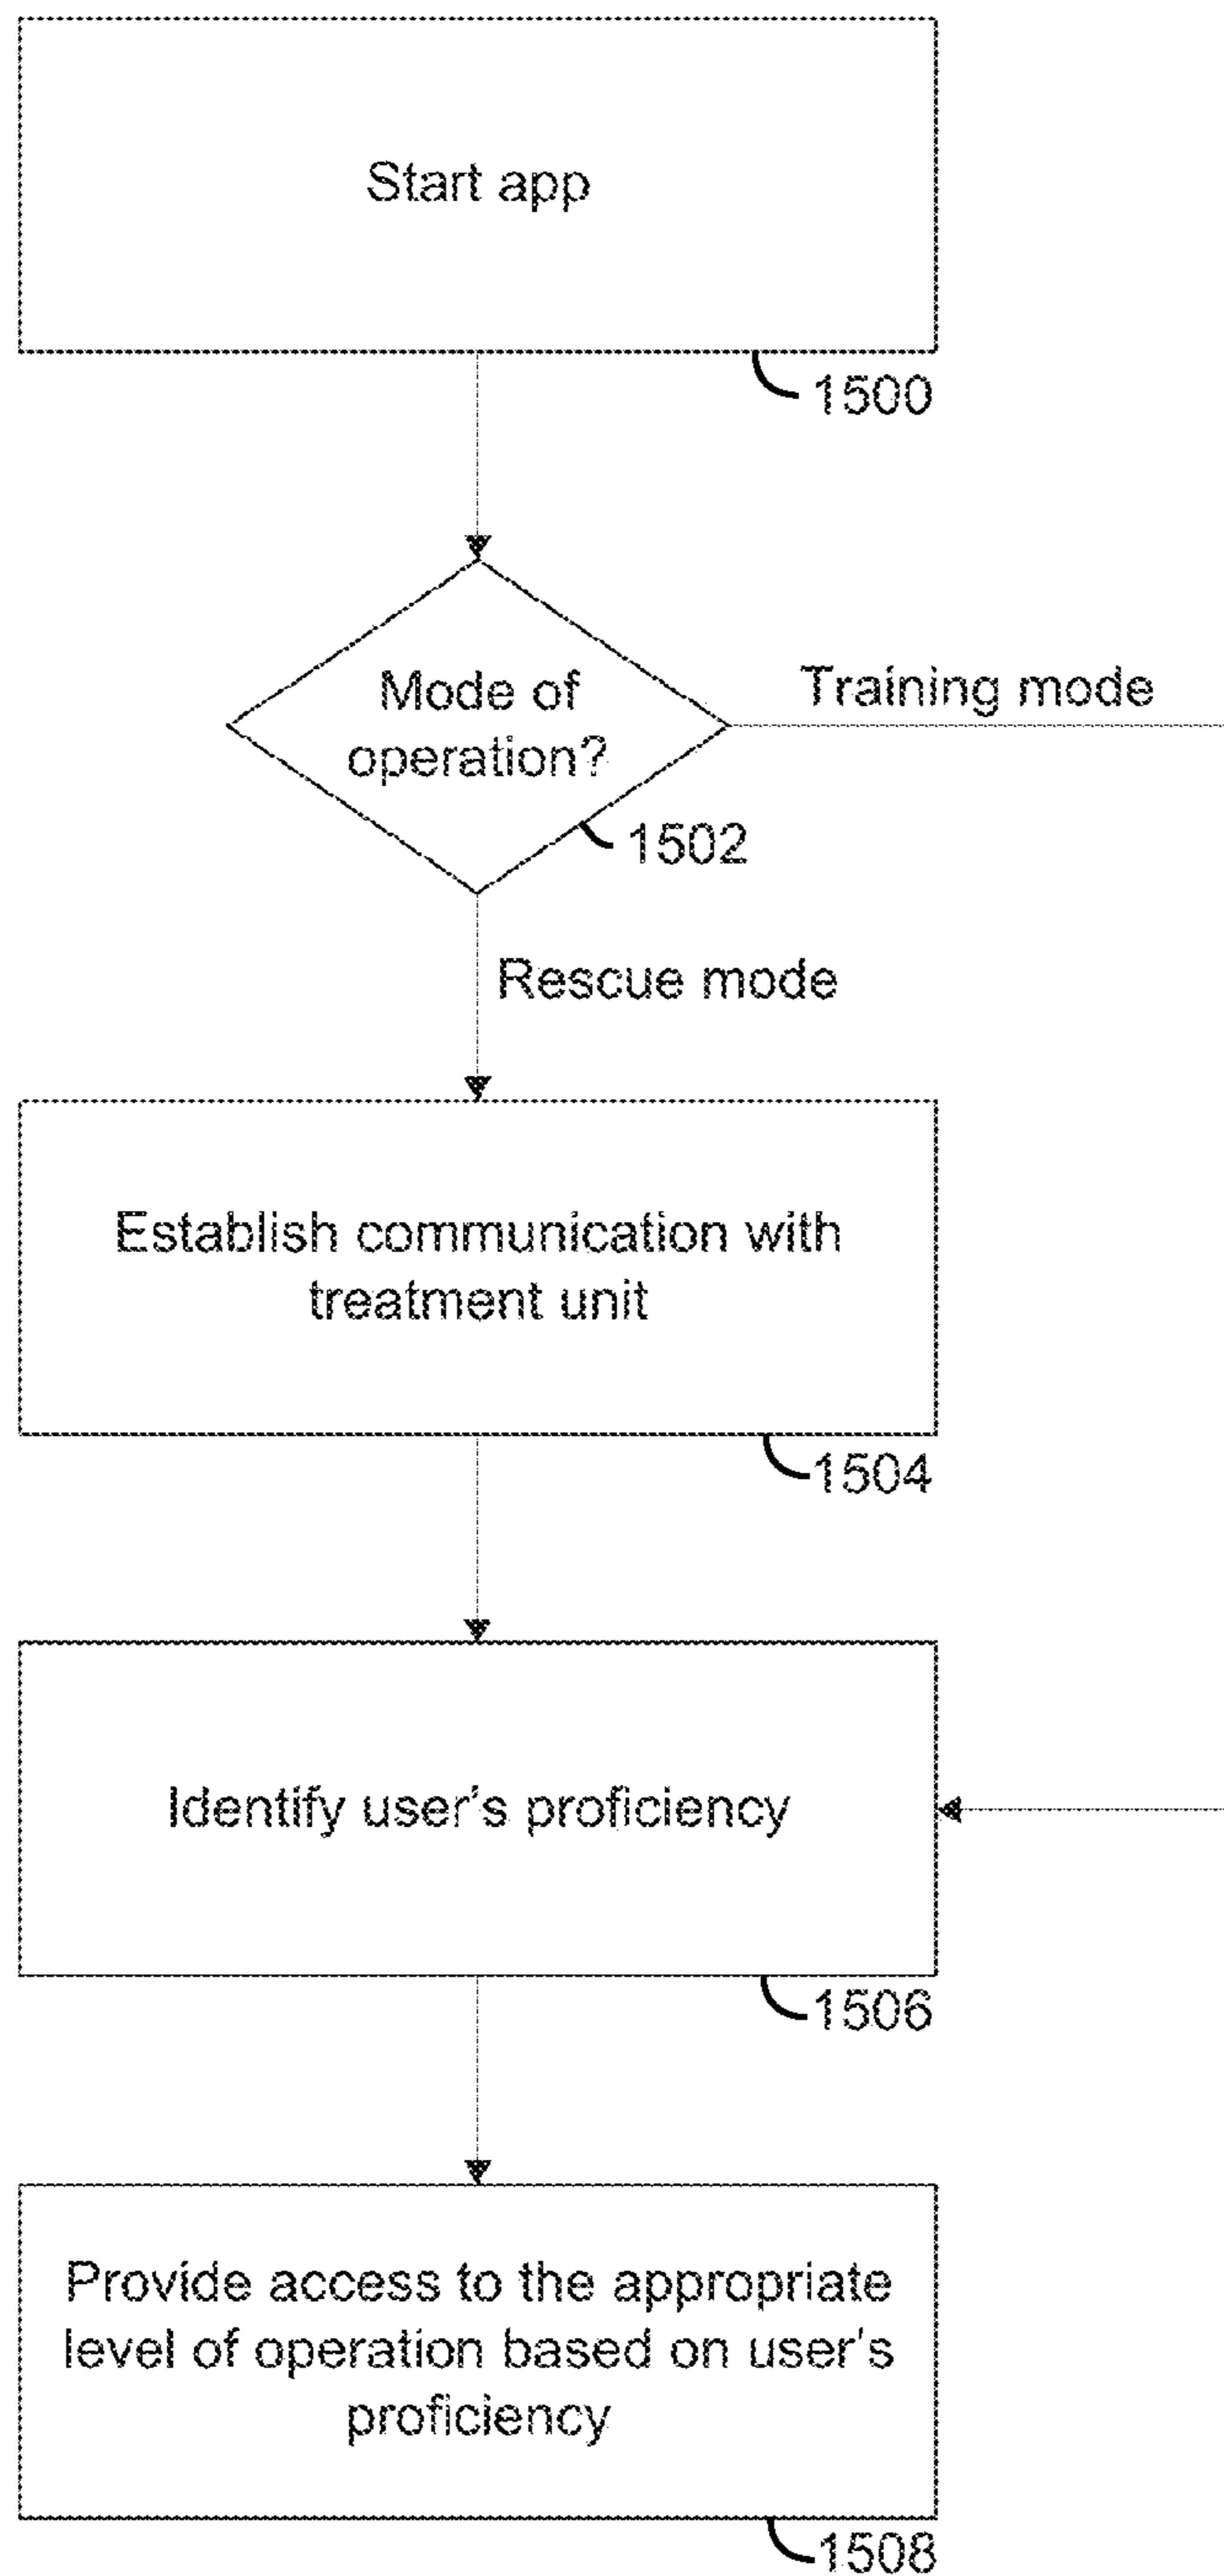 Start app
1500
Mode of
operation?
Training mode
1502
Rescue mode
Establish communication with
treatment unit
1504
Identify user's proficiency
1506
Provide access to the appropriate
level of operation based on user's
proficiency
1508